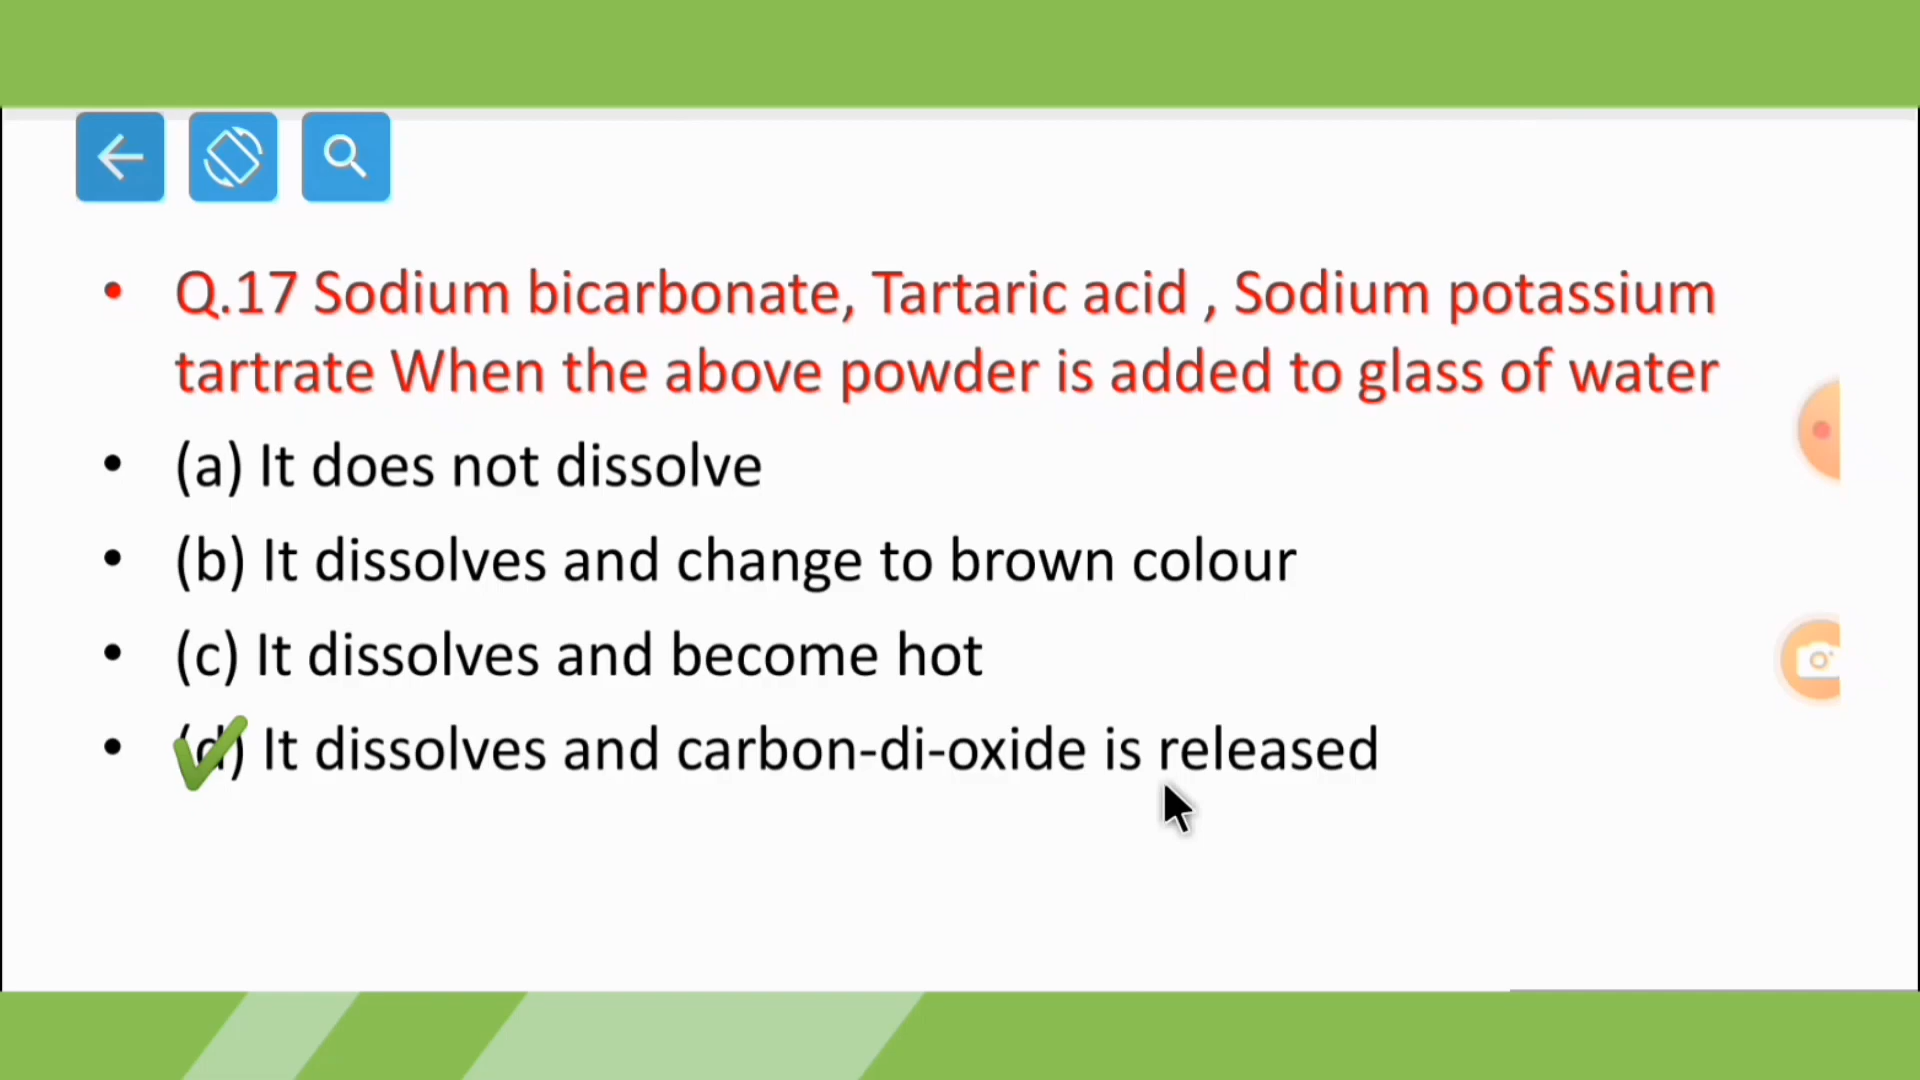 • Q.17 Sodium bicarbonate, Tartaric acid , Sodium potassium
tartrate When the above powder is added to glass of water
• (a) It does not dissolve
• (b) It dissolves and change to brown colour
• (c) It dissolves and become hot
• (d) It dissolves and carbon-di-oxide is released